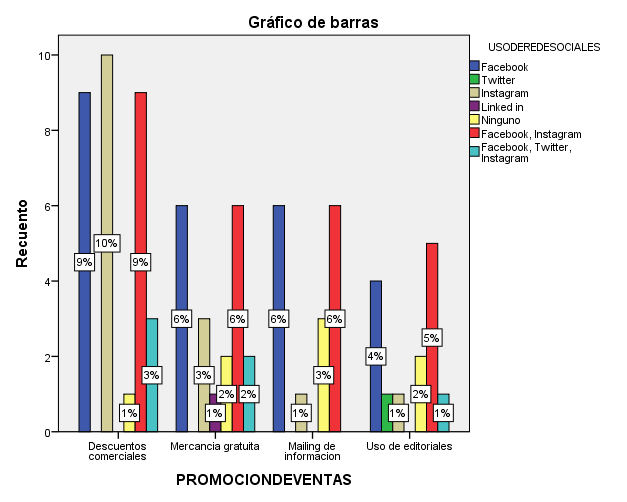 Gráfico de barras
USODEREDESOCIALES
Facebook
Twitter
Instagram
Linked in
Ninguno
Facebook, Instagram
Facebook, Twitter,
Instagram
Recuento
10
8
6
4
2
0
9%
10%
1%
9%
3%
6%
3%
1%
2%
6%
2%
6%
1%
3%
6%
4%
1%
2%
5%
1%
Descuentos
comerciales
Mercancia gratuita
Mailing de
informacion
Uso de editoriales
PROMOCIONDEVENTAS